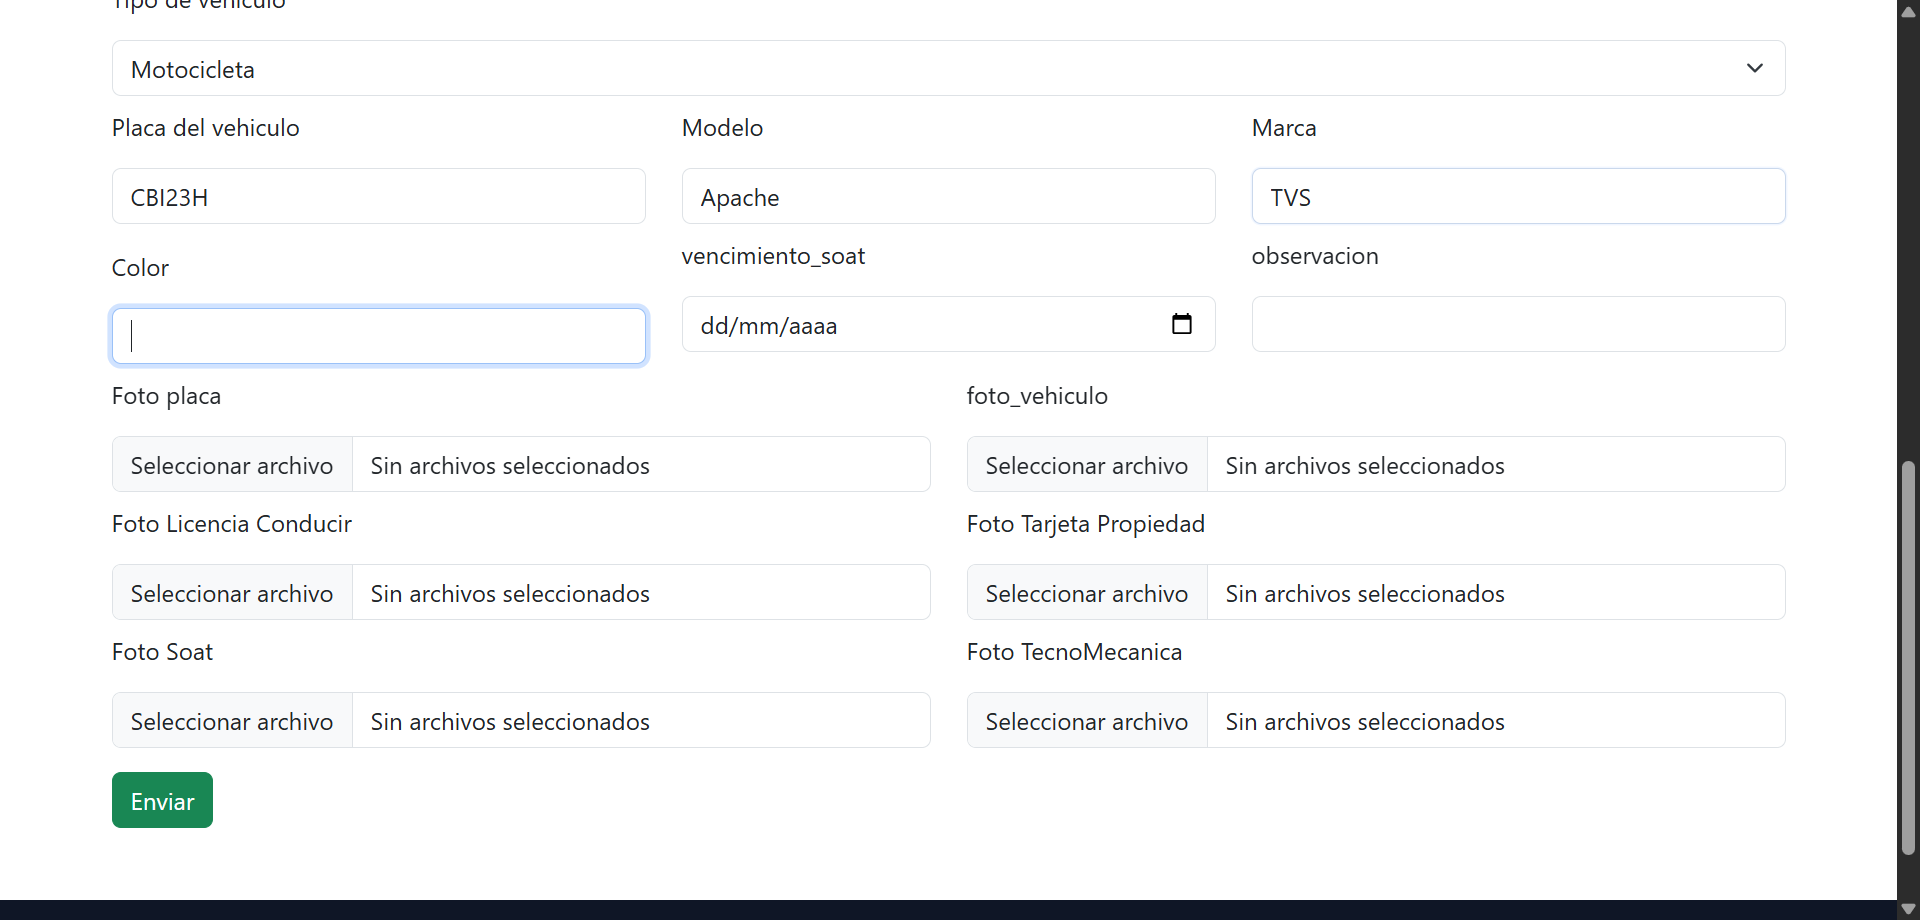 Tipo de vehiculo
Motocicleta
Placa del vehiculo
Modelo
Marca
CBI23H
Apache
TVS
Color
vencimiento_soat
observacion
dd/mm/aaaa
Foto placa
foto_vehiculo
Seleccionar archivo Sin archivos seleccionados
Seleccionar archivo Sin archivos seleccionados
Foto Licencia Conducir
Foto Tarjeta Propiedad
Seleccionar archivo Sin archivos seleccionados
Seleccionar archivo Sin archivos seleccionados
Foto Soat
Foto TecnoMecanica
Seleccionar archivo Sin archivos seleccionados
Seleccionar archivo Sin archivos seleccionados
Enviar